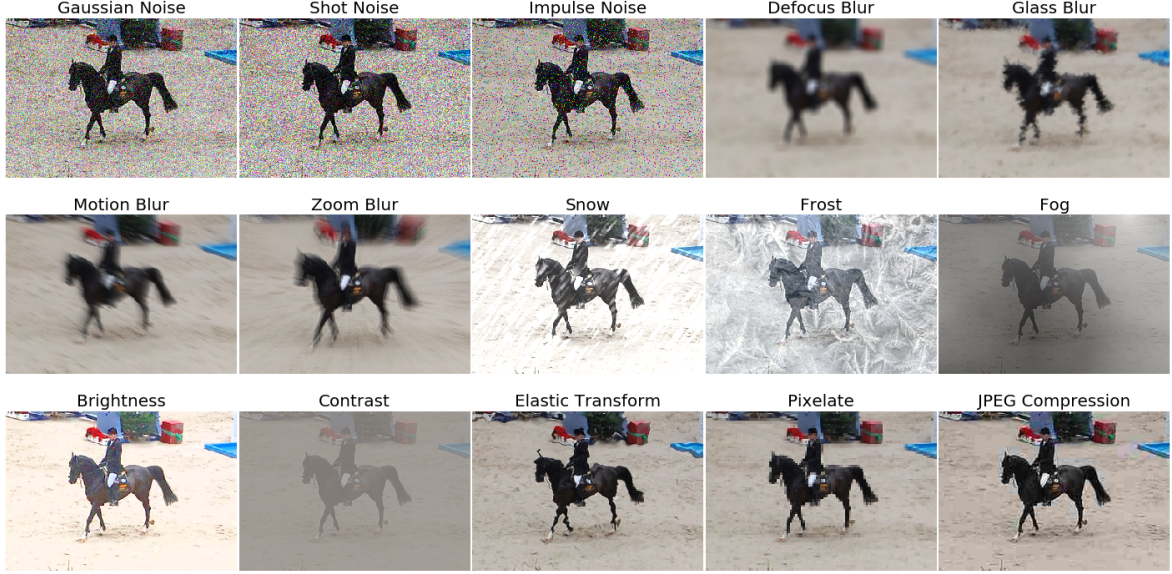 Gaussian Noise
Shot Noise
Impulse Noise
Defocus Blur
Glass Blur
Motion Blur
Zoom Blur
Snow
Frost
Fog
Brightness
Contrast
Elastic Transform
Pixelate
JPEG Compression